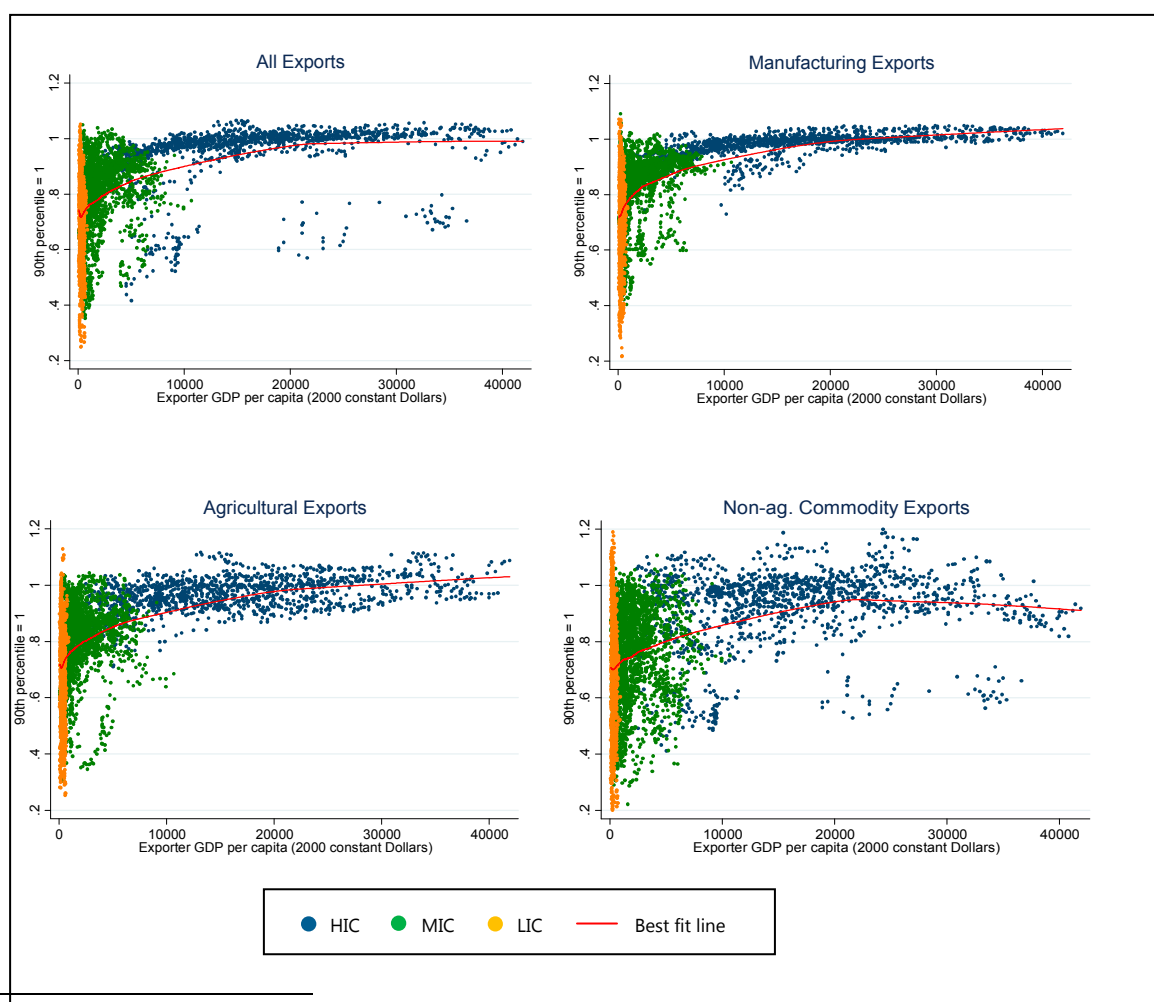 All Exports
90th percentile = 1
1.2
1
.8
.6
.4
.2
0 10000 20000 30000 40000
Exporter GDP per capita (2000 constant Dollars)
Manufacturing Exports
90th percentile = 1
1.2
1
.8
.6
.4
.2
0 10000 20000 30000 40000
Exporter GDP per capita (2000 constant Dollars)
Agricultural Exports
90th percentile = 1
1.2
1
.8
.6
.4
.2
0 10000 20000 30000 40000
Exporter GDP per capita (2000 constant Dollars)
Non-ag. Commodity Exports
90th percentile = 1
1.2
1
.8
.6
.4
.2
0 10000 20000 30000 40000
Exporter GDP per capita (2000 constant Dollars)
HIC MIC LIC Best fit line